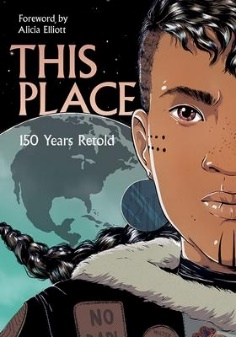 Foreword by
Alicia Elliott
THIS
PLACE
150 Years Retold
NO